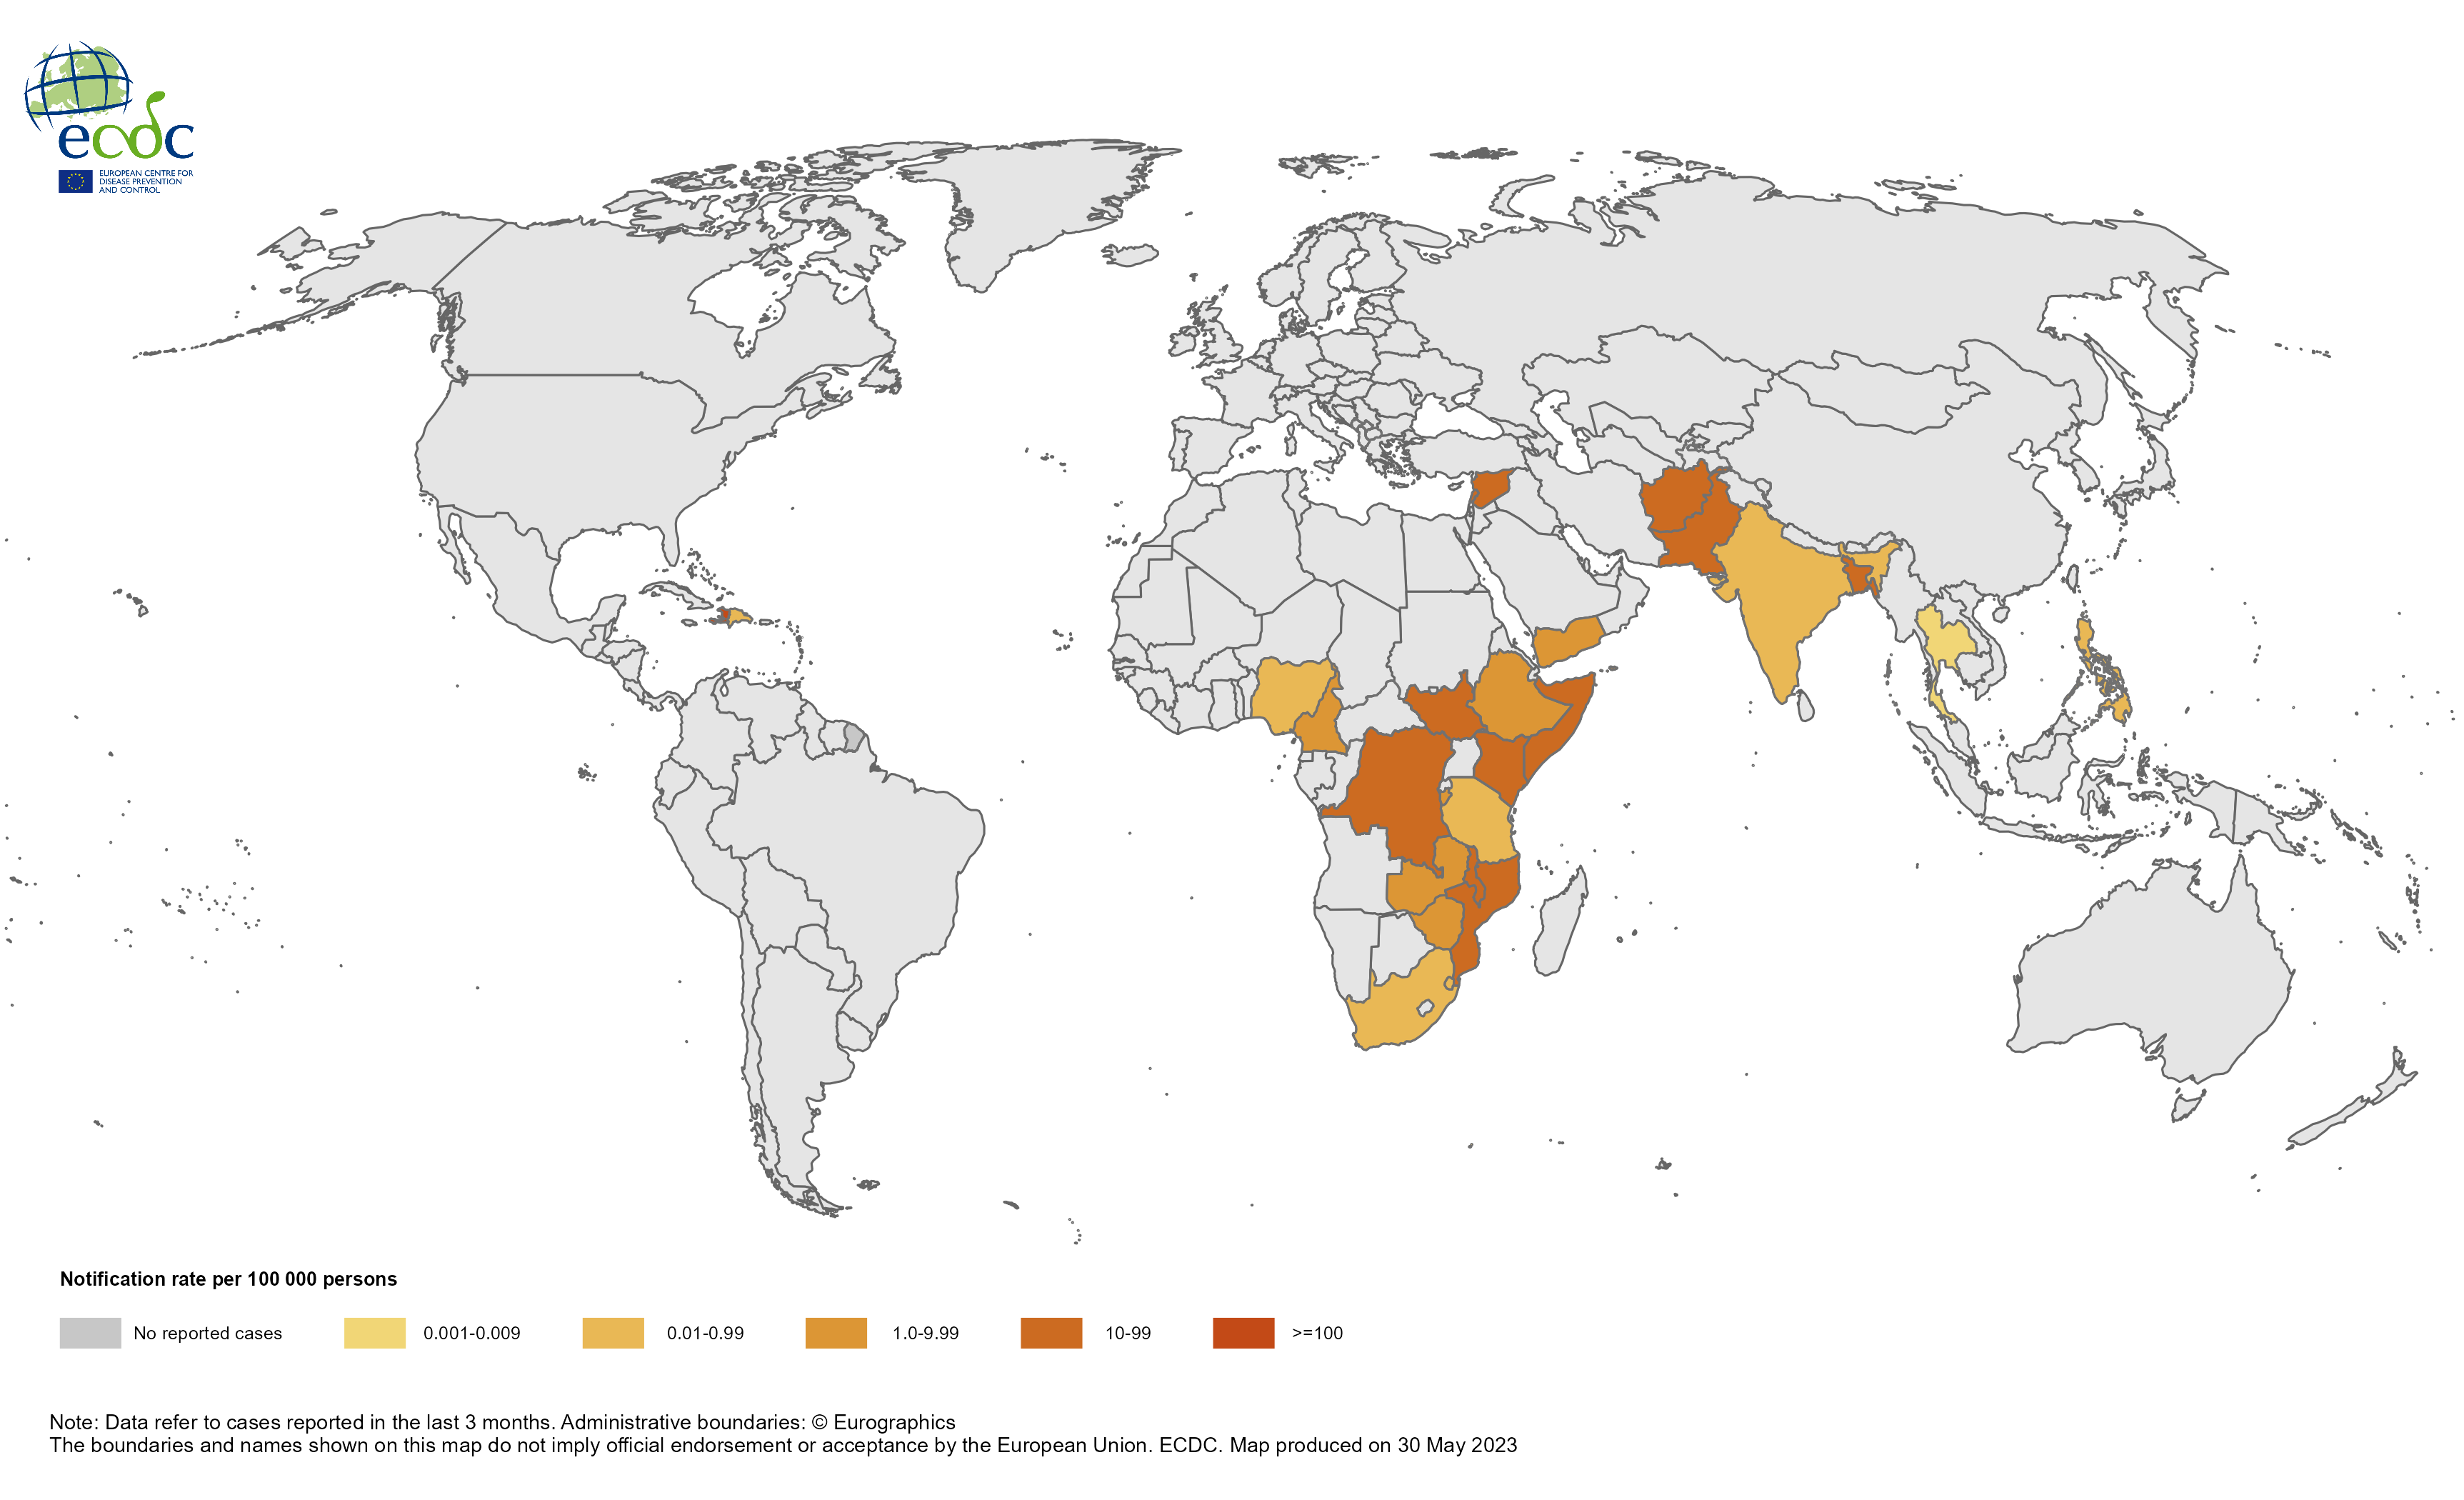 ecdc
EUROPEAN CENTRE FOR
DISEASE PREVENTION
AND CONTROL
Notification rate per 100 000 persons
No reported cases
0.001-0.009
0.01-0.99
1.0-9.99
10-99
>=100
Note: Data refer to cases reported in the last 3 months. Administrative boundaries: © Eurographics
The boundaries and names shown on this map do not imply official endorsement or acceptance by the European Union. ECDC. Map produced on 30 May 2023